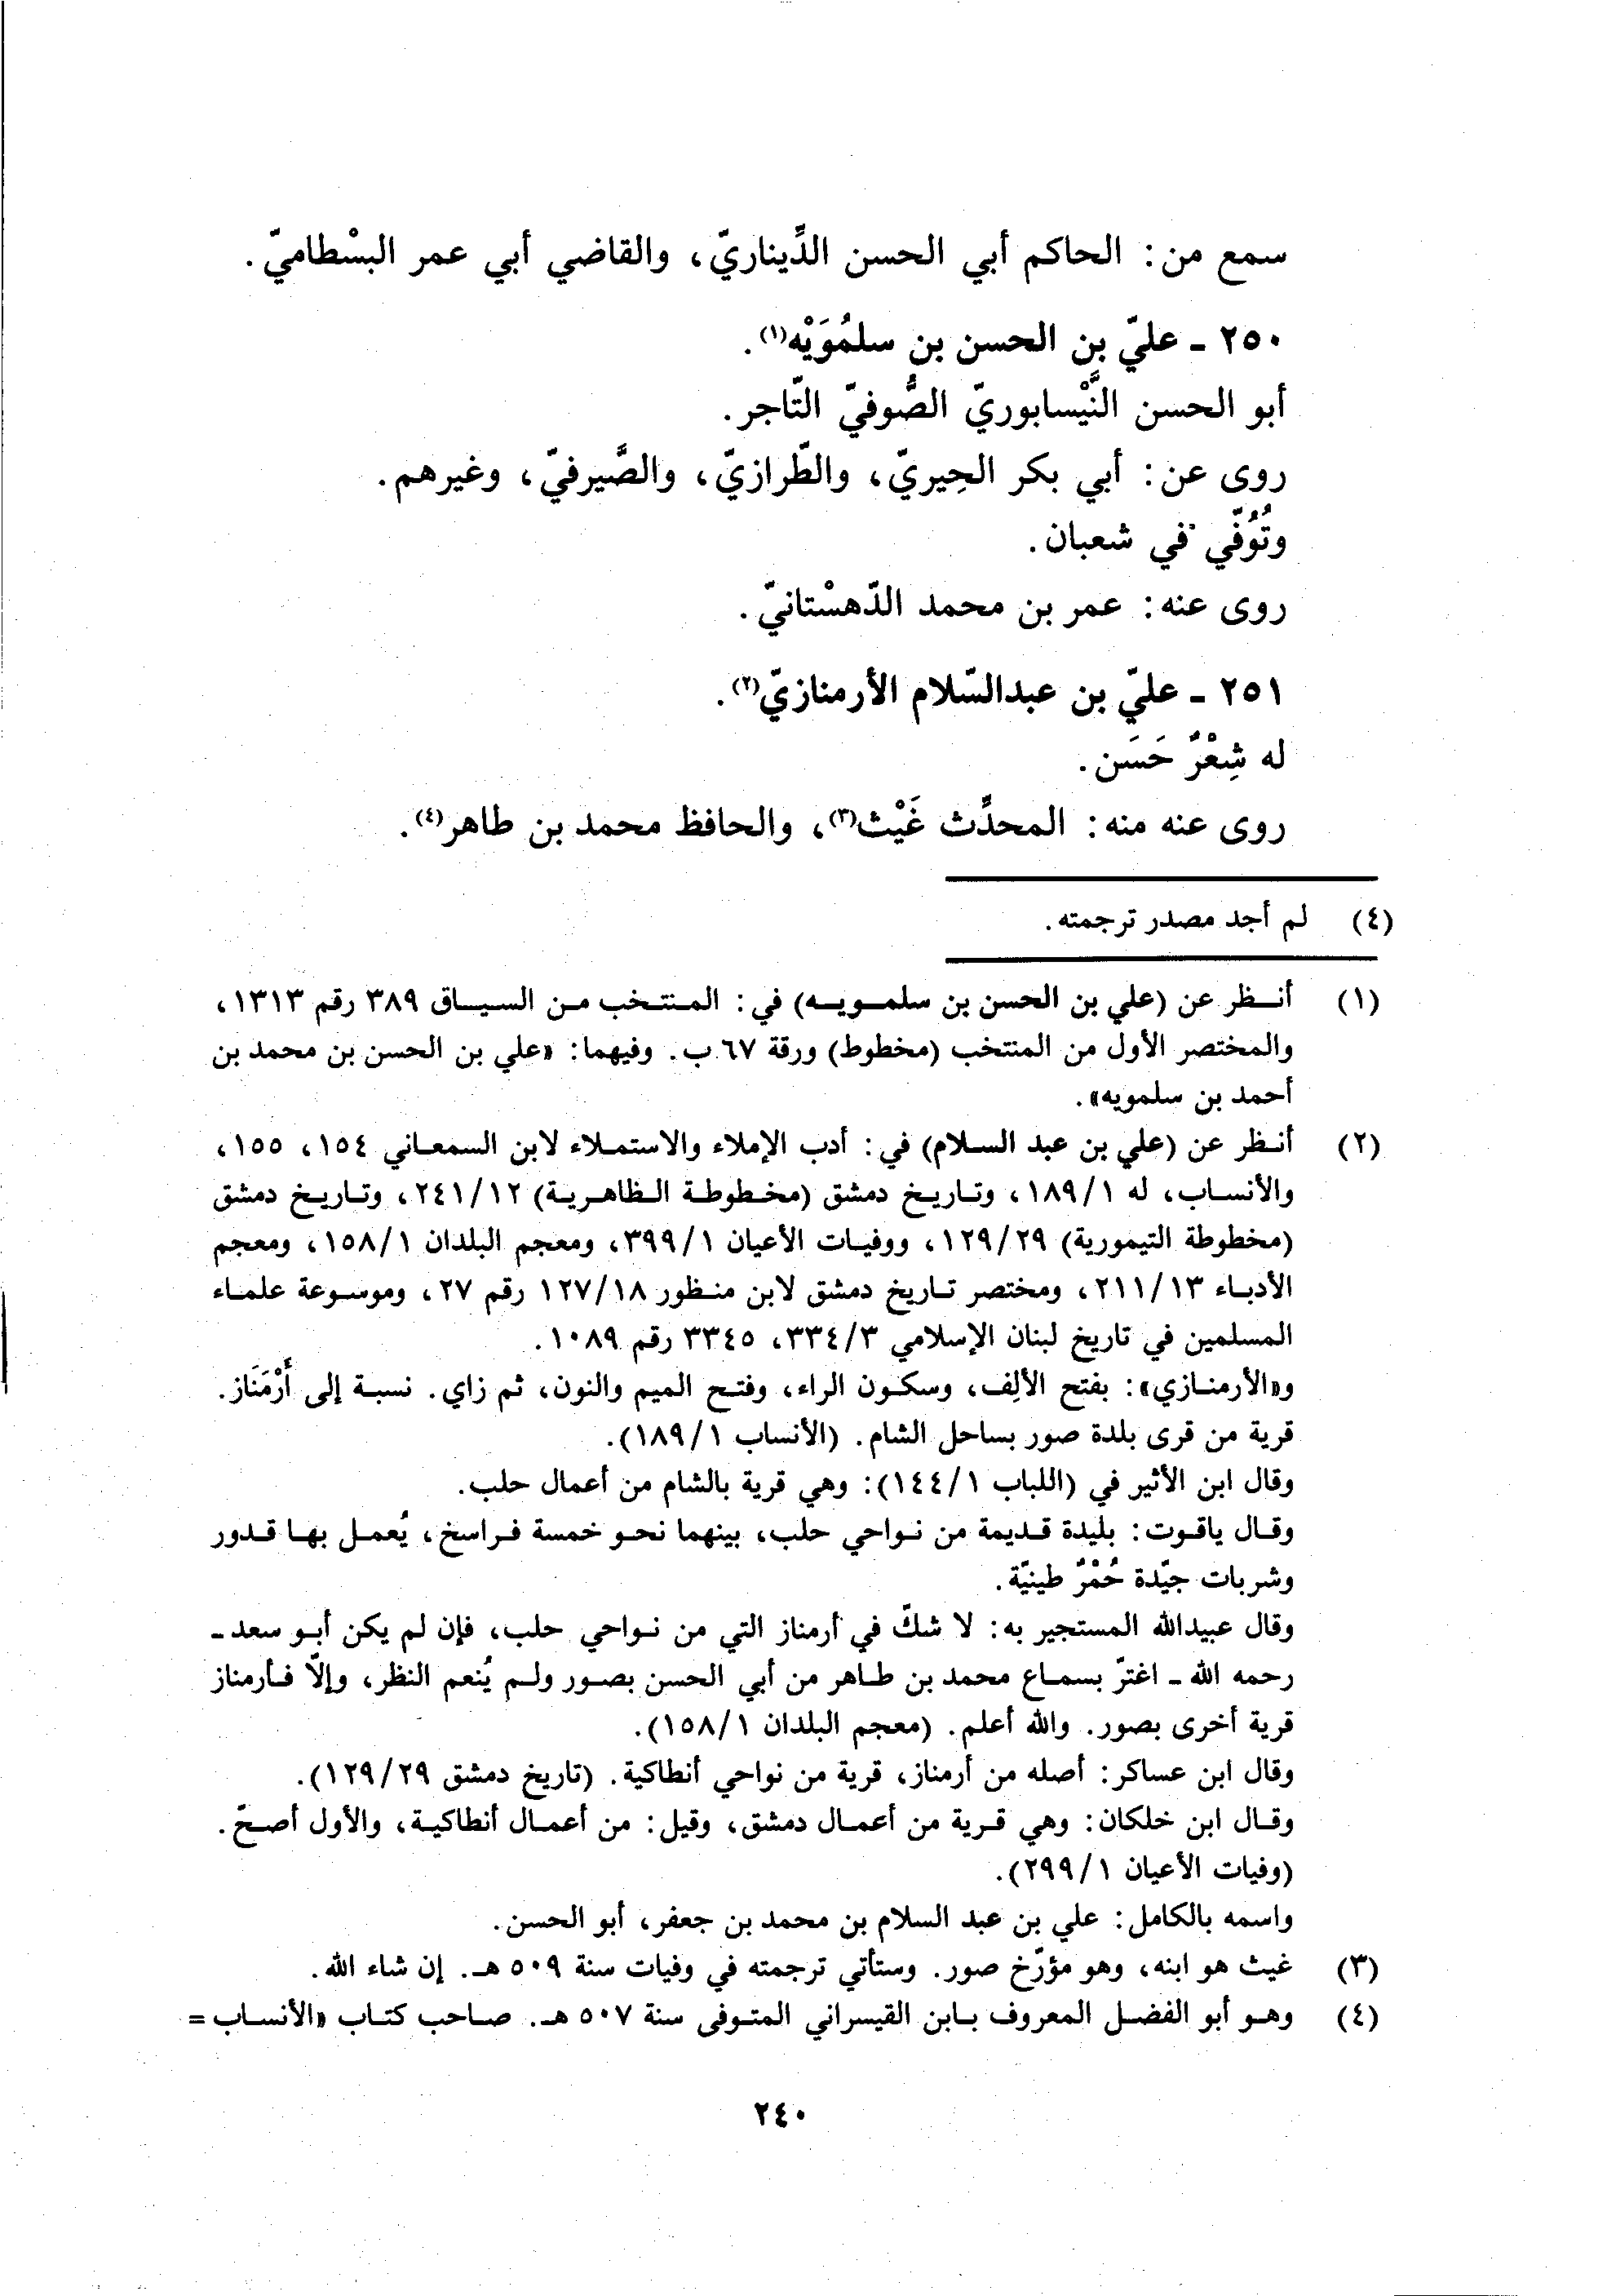 سمع من: الحاكم أبي الحسن الدِّيناريّ، والقاضي أبي عمر البسْطاميّ.
٢٥٠ - عليّ بن الحسن بن سلمُوَيْه(١).
أبو الحسن النَّيْسابوريّ الصُّوفيّ التّاجر.
روى عن: أبي بكر الحِيريّ، والطّرازيّ، والصَّيرفيّ، وغيرهم.
وتُوُفّي في شعبان.
روى عنه: عمر بن محمد الدّهسْتانيّ.
٢٥١ - عليّ بن عبدالسّلام الأرمنازيّ(٢).
له شِعْرٌ حَسَن.
روى عنه منه: المحدِّث غَيْث(٣)، والحافظ محمد بن طاهر(٤).
(٤) لم أجد مصدر ترجمته.
(١) أنظر عن (علي بن الحسن بن سلمويه) في: المنتخب من السياق ٣٨٩ رقم ١٣١٣،
والمختصر الأول من المنتخب (مخطوط) ورقة ٦٧ ب. وفيهما: «علي بن الحسن بن محمد بن
أحمد بن سلمويه».
(٢) أنظر عن (علي بن عبد السلام) في: أدب الإملاء والاستملاء لابن السمعاني ١٥٤، ١٥٥،
والأنساب، له ١/١٨٩، وتاريخ دمشق (مخطوطة الظاهرية) ١٢/٢٤١، وتاريخ دمشق
(مخطوطة التيمورية) ٢٩/١٢٩، ووفيات الأعيان ١/٣٩٩، ومعجم البلدان ١/١٥٨، ومعجم
الأدباء ١٣/٢١١، ومختصر تاريخ دمشق لابن منظور ١٨/١٢٧ رقم ٢٧، وموسوعة علماء
المسلمين في تاريخ لبنان الإسلامي ٣/٣٣٤، ٣٣٤٥ رقم ١٠٨٩.
و«الأرمنازي»: بفتح الألِف، وسكون الراء، وفتح الميم والنون، ثم زاي. نسبة إلى أَرْمَنَاز.
قرية من قرى بلدة صور بساحل الشام. (الأنساب ١/١٨٩).
وقال ابن الأثير في (اللباب ١/١٤٤): وهي قرية بالشام من أعمال حلب.
وقال ياقوت: بليدة قديمة من نواحي حلب، بينهما نحو خمسة فراسخ، يُعمل بها قدور
وشربات جيّدة حُمْرٌ طينيّة.
وقال عبيدالله المستجير به: لا شكّ في أرمناز التي من نواحي حلب، فإن لم يكن أبو سعد -
رحمه الله - اغترّ بسماع محمد بن طاهر من أبي الحسن بصور ولم يُنعم النظر، وإلّا فأرمناز
قرية أخرى بصور. والله أعلم. (معجم البلدان ١/١٥٨).
وقال ابن عساكر: أصله من أرمناز، قرية من نواحي أنطاكية. (تاريخ دمشق ٢٩/١٢٩).
وقال ابن خلكان: وهي قرية من أعمال دمشق، وقيل: من أعمال أنطاكية، والأول أصحّ.
(وفيات الأعيان ١/٢٩٩).
واسمه بالكامل: علي بن عبد السلام بن محمد بن جعفر، أبو الحسن.
(٣) غيث هو ابنه، وهو مؤرّخ صور. وستأتي ترجمته في وفيات سنة ٥٠٩ هـ. إن شاء الله.
(٤) وهو أبو الفضل المعروف بابن القيسراني المتوفى سنة ٥٠٧ هـ. صاحب كتاب «الأنساب =
٢٤٠